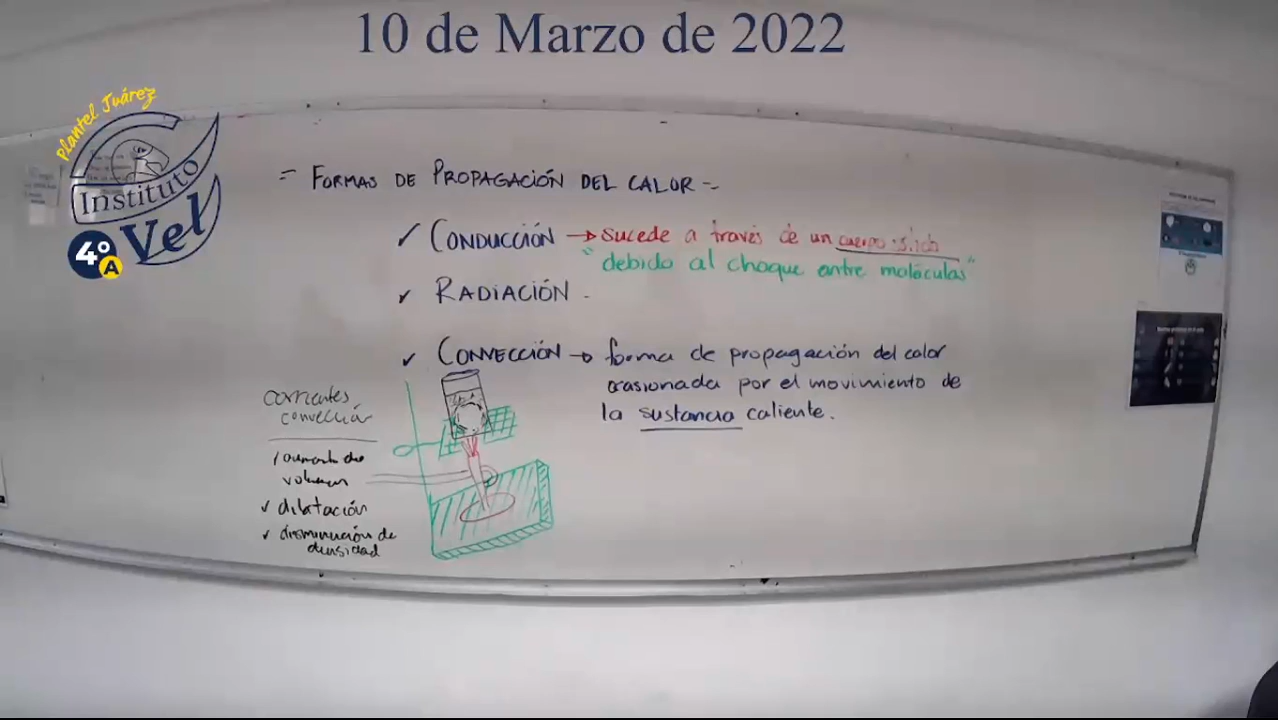 10 de Marzo de 2022
Plantel Juárez
Instituto
Vel
4º
A
= FORMAS DE PROPAGACIÓN DEL CALOR =
✓ CONDUCCIÓN → sucede a través de un cuerpo
"debido al choque entre moléculas"
✓ RADIACIÓN
✓ CONVECCIÓN → forma de propagación del calor
ocasionada por el movimiento de
la sustancia caliente.
corrientes
convección
aumento de
volumen
✓ dilatación
✓ disminución de
densidad